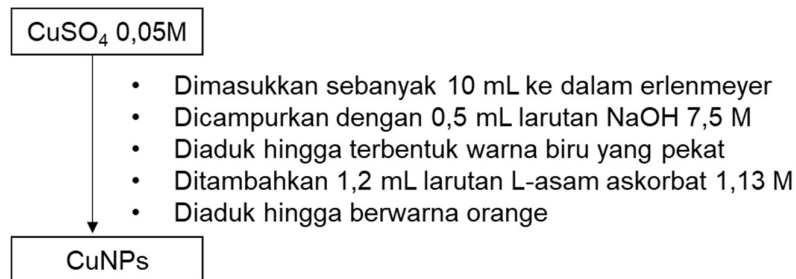 CuSO₄ 0,05M
• Dimasukkan sebanyak 10 mL ke dalam erlenmeyer
• Dicampurkan dengan 0,5 mL larutan NaOH 7,5 M
• Diaduk hingga terbentuk warna biru yang pekat
• Ditambahkan 1,2 mL larutan L-asam askorbat 1,13 M
• Diaduk hingga berwarna orange
CuNPs